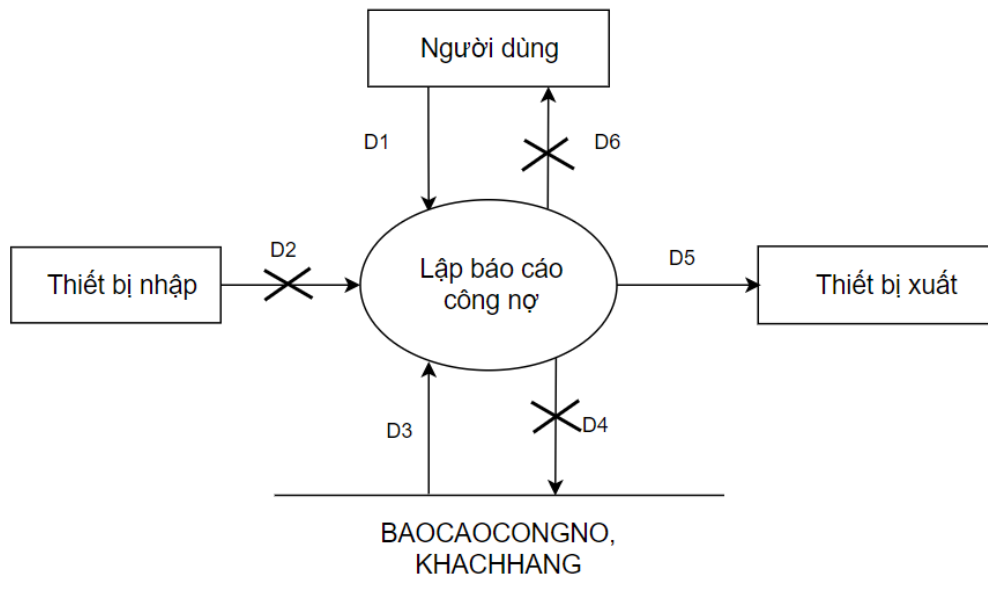 Người dùng
D1
D6
D2
Thiết bị nhập
Lập báo cáo
công nợ
D5
Thiết bị xuất
D3
D4
BAOCAOCONGNO,
KHACHHANG